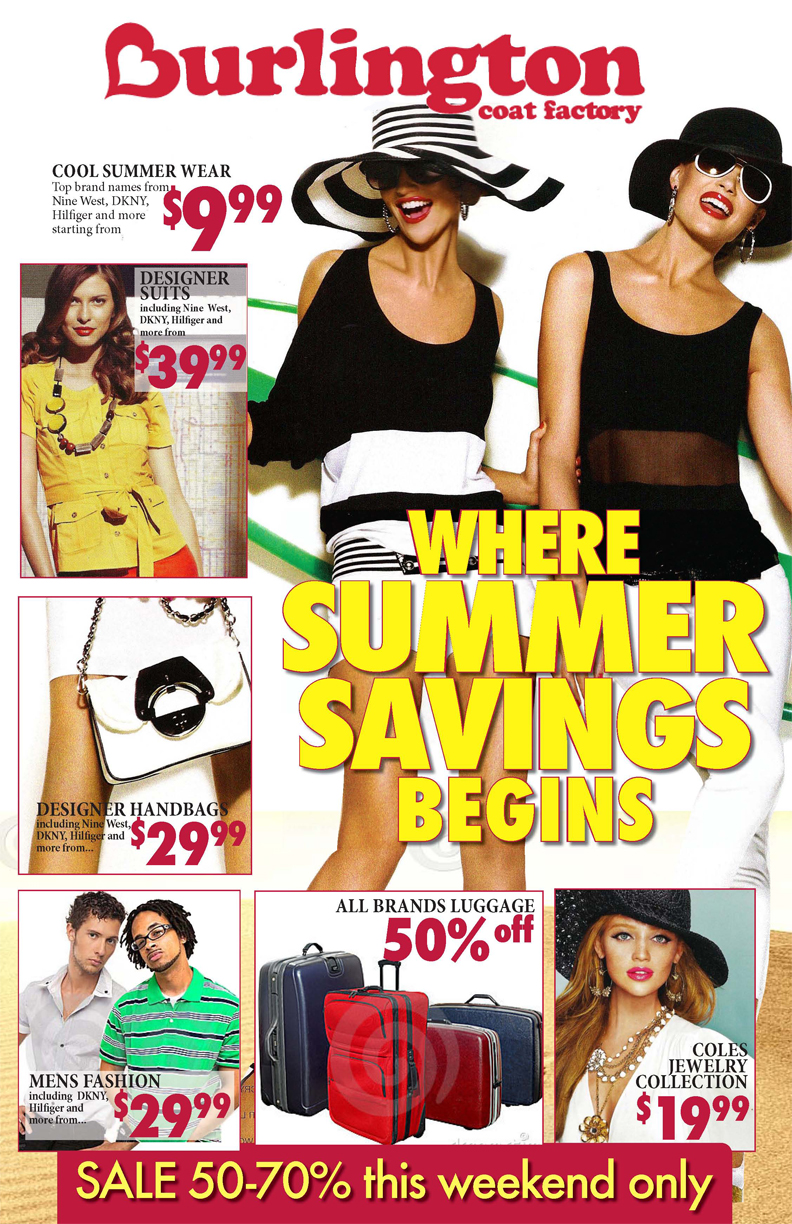 Burlington
coat factory
COOL SUMMER WEAR
Top brand names from
Nine West, DKNY,
Hilfiger and more
starting from
$9.99
DESIGNER
SUITS
including Nine West,
DKNY, Hilfiger and
more from
$39.99
WHERE
SUMMER
SAVINGS
BEGINS
DESIGNER HANDBAGS
including Nine West,
DKNY, Hilfiger and
more from...
$29.99
MENS FASHION
including DKNY,
Hilfiger and
more from...
$29.99
ALL BRANDS LUGGAGE
50% off
COLES
JEWELRY
COLLECTION
$19.99
SALE 50-70% this weekend only